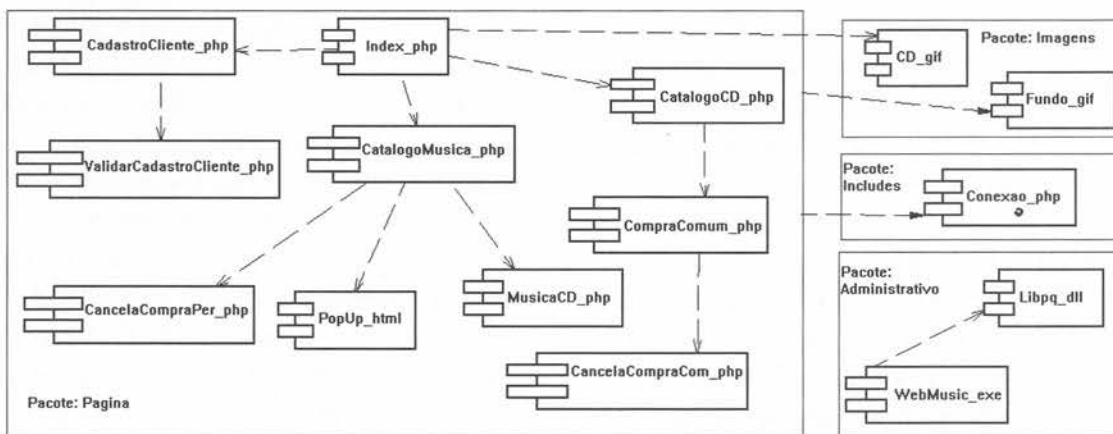 CadastroCliente_php
Index_php
CD_gif
Pacote: Imagens
CatalogoCD_php
Fundo_gif
ValidarCadastroCliente_php
CatalogoMusica_php
Pacote:
Includes
Conexao_php
CompraComum_php
CancelaCompraPer_php
PopUp_html
MusicaCD_php
Pacote:
Administrativo
Libpq_dll
CancelaCompraCom_php
WebMusic_exe
Pacote: Pagina